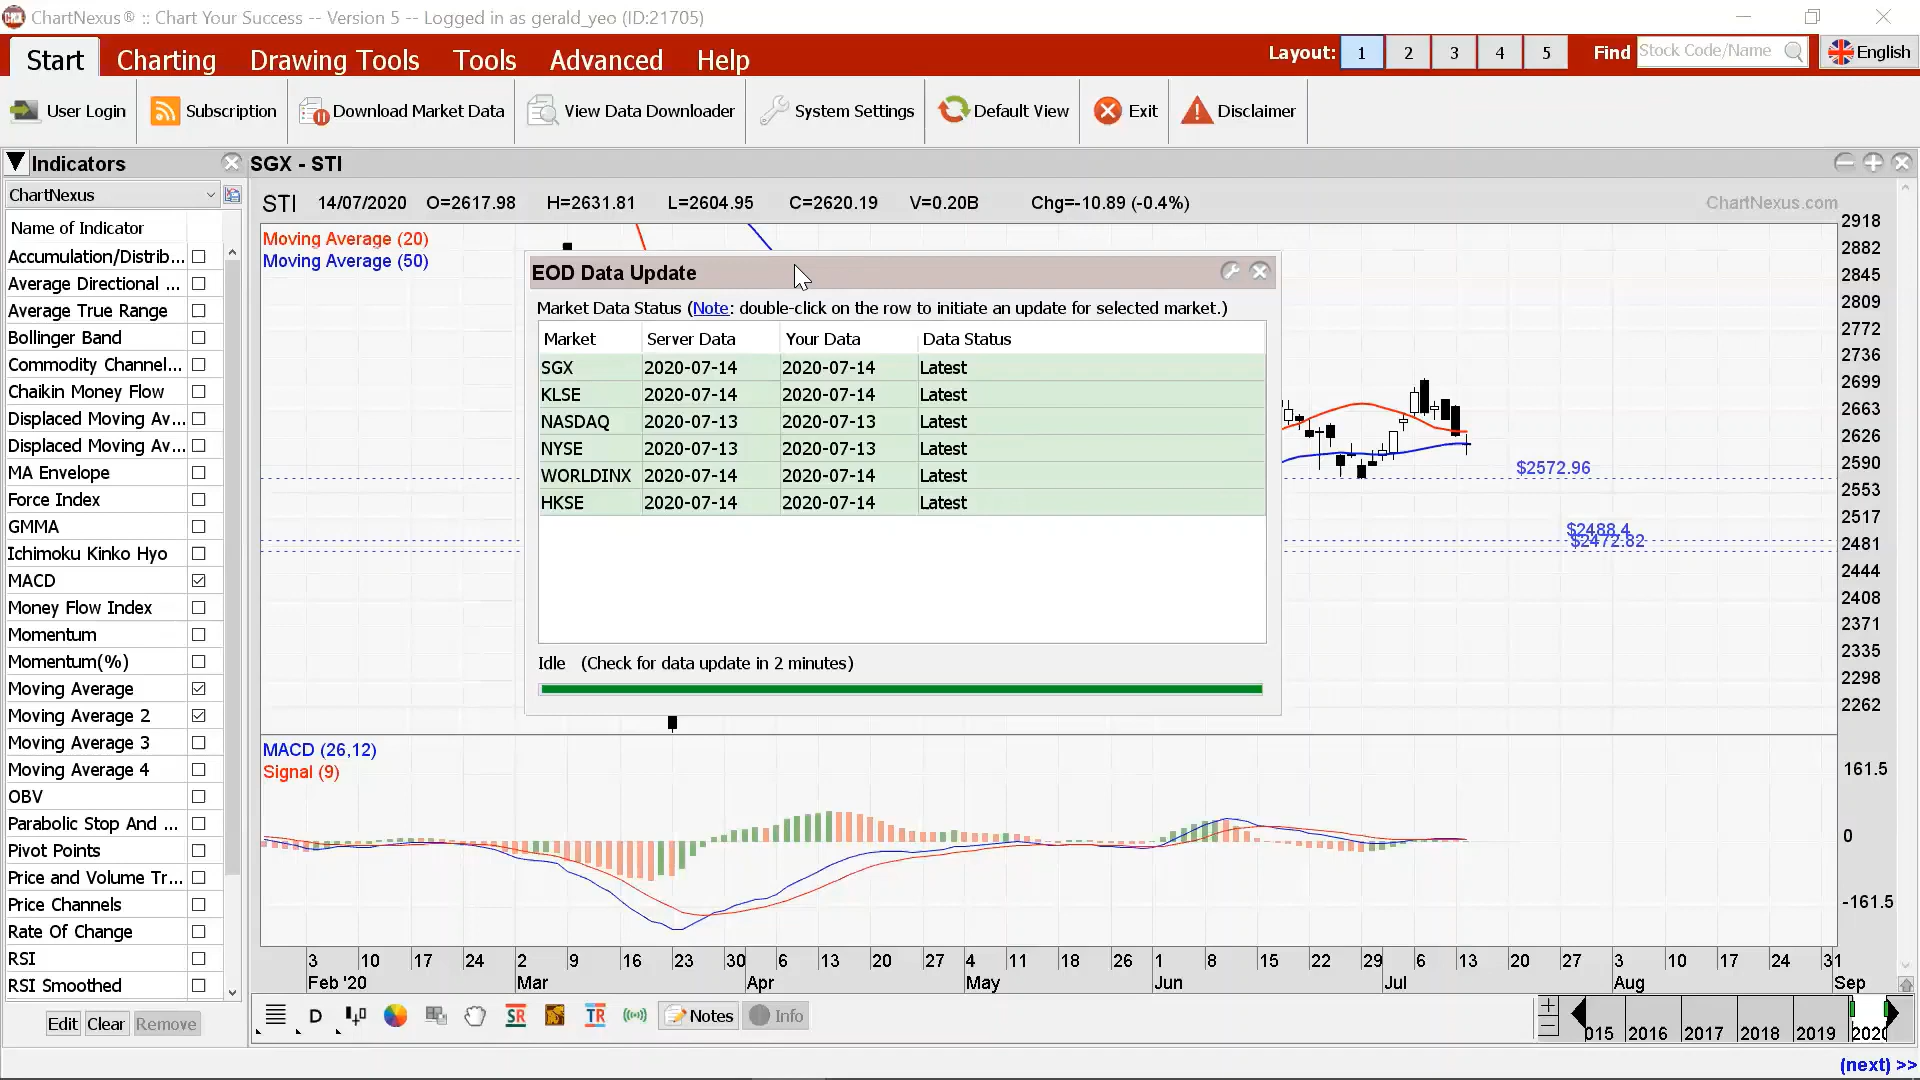 ChartNexus® :: Chart Your Success -- Version 5 -- Logged in as gerald_yeo (ID:21705)
Start Charting Drawing Tools Tools Advanced Help Layout: 1 2 3 4 5 Find Stock Code/Name English
User Login Subscription Download Market Data View Data Downloader System Settings Default View Exit Disclaimer
Indicators
ChartNexus
Name of Indicator
Accumulation/Distrib...
Average Directional ...
Average True Range
Bollinger Band
Commodity Channel...
Chaikin Money Flow
Displaced Moving Av...
Displaced Moving Av...
MA Envelope
Force Index
GMMA
Ichimoku Kinko Hyo
MACD
Money Flow Index
Momentum
Momentum(%)
Moving Average
Moving Average 2
Moving Average 3
Moving Average 4
OBV
Parabolic Stop And ...
Pivot Points
Price and Volume Tr...
Price Channels
Rate Of Change
RSI
RSI Smoothed
Edit Clear Remove
SGX - STI
STI 14/07/2020 O=2617.98 H=2631.81 L=2604.95 C=2620.19 V=0.20B Chg=-10.89 (-0.4%) ChartNexus.com
Moving Average (20)
Moving Average (50)
EOD Data Update
Market Data Status (Note: double-click on the row to initiate an update for selected market.)
Market Server Data Your Data Data Status
SGX 2020-07-14 2020-07-14 Latest
KLSE 2020-07-14 2020-07-14 Latest
NASDAQ 2020-07-13 2020-07-13 Latest
NYSE 2020-07-13 2020-07-13 Latest
WORLDINX 2020-07-14 2020-07-14 Latest
HKSE 2020-07-14 2020-07-14 Latest
Idle (Check for data update in 2 minutes)
$2572.96
$2488.4
$2472.82
2918
2882
2845
2809
2772
2736
2699
2663
2626
2590
2553
2517
2481
2444
2408
2371
2335
2298
2262
MACD (26,12)
Signal (9)
161.5
0
-161.5
3 10 17 24 2 9 16 23 30 6 13 20 27 4 11 18 26 1 8 15 22 29 6 13 20 27 3 10 17 24 31
Feb '20 Mar Apr May Jun Jul Aug Sep
D SR TR Notes Info
015 2016 2017 2018 2019 2020
(next) >>